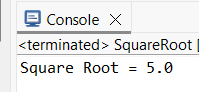 Console
<terminated> SquareRoot [
Square Root = 5.0